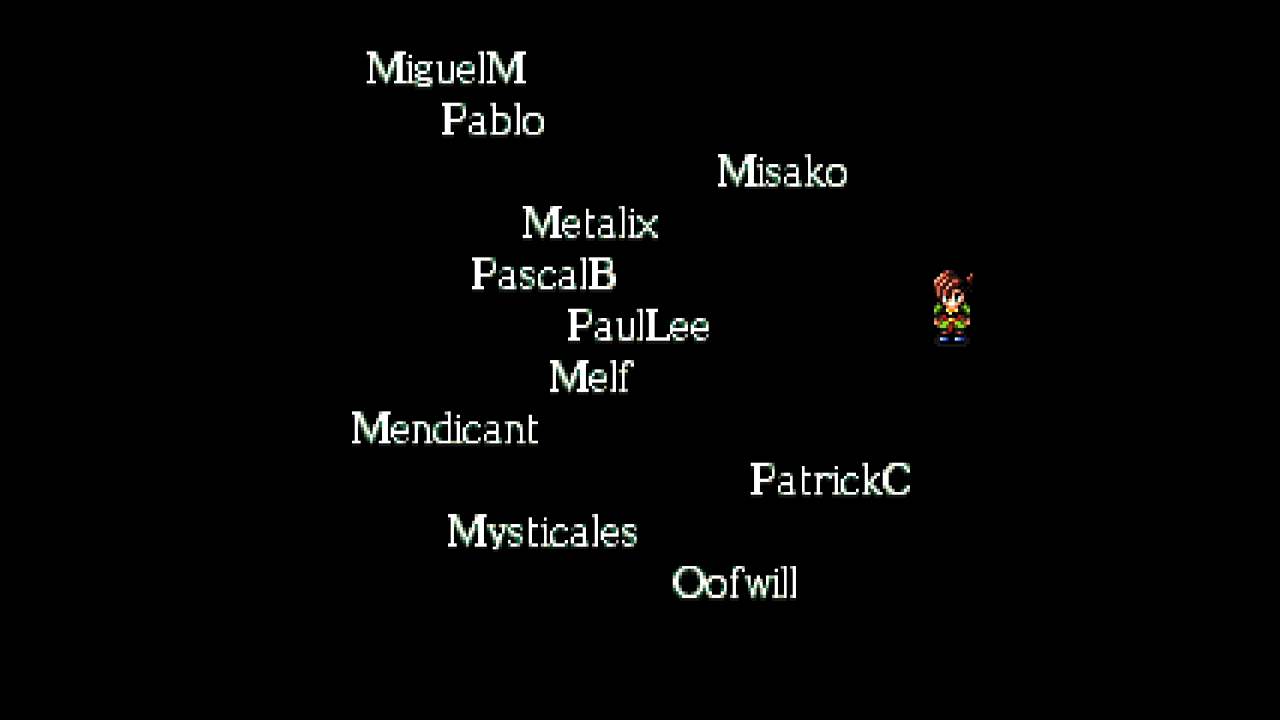 MiguelM
Pablo
Misako
Metalix
PascalB
PaulLee
Melf
Mendicant
PatrickC
Mysticales
Oofwill